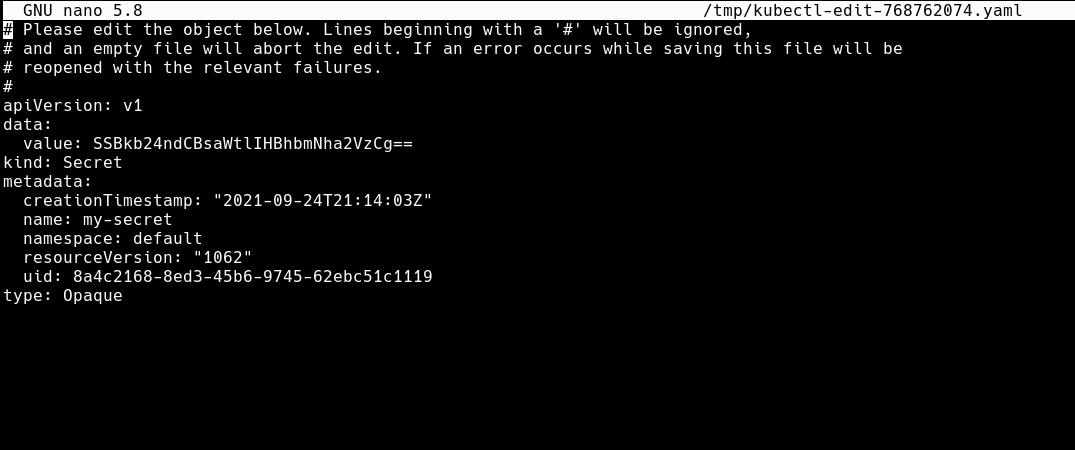 GNU nano 5.8 /tmp/kubectl-edit-768762074.yaml
# Please edit the object below. Lines beginning with a '#' will be ignored,
# and an empty file will abort the edit. If an error occurs while saving this file will be
# reopened with the relevant failures.
#
apiVersion: v1
data:
  value: SSBkb24ndCBsaWtlIHBhbmNha2VzCg==
kind: Secret
metadata:
  creationTimestamp: "2021-09-24T21:14:03Z"
  name: my-secret
  namespace: default
  resourceVersion: "1062"
  uid: 8a4c2168-8ed3-45b6-9745-62ebc51c1119
type: Opaque